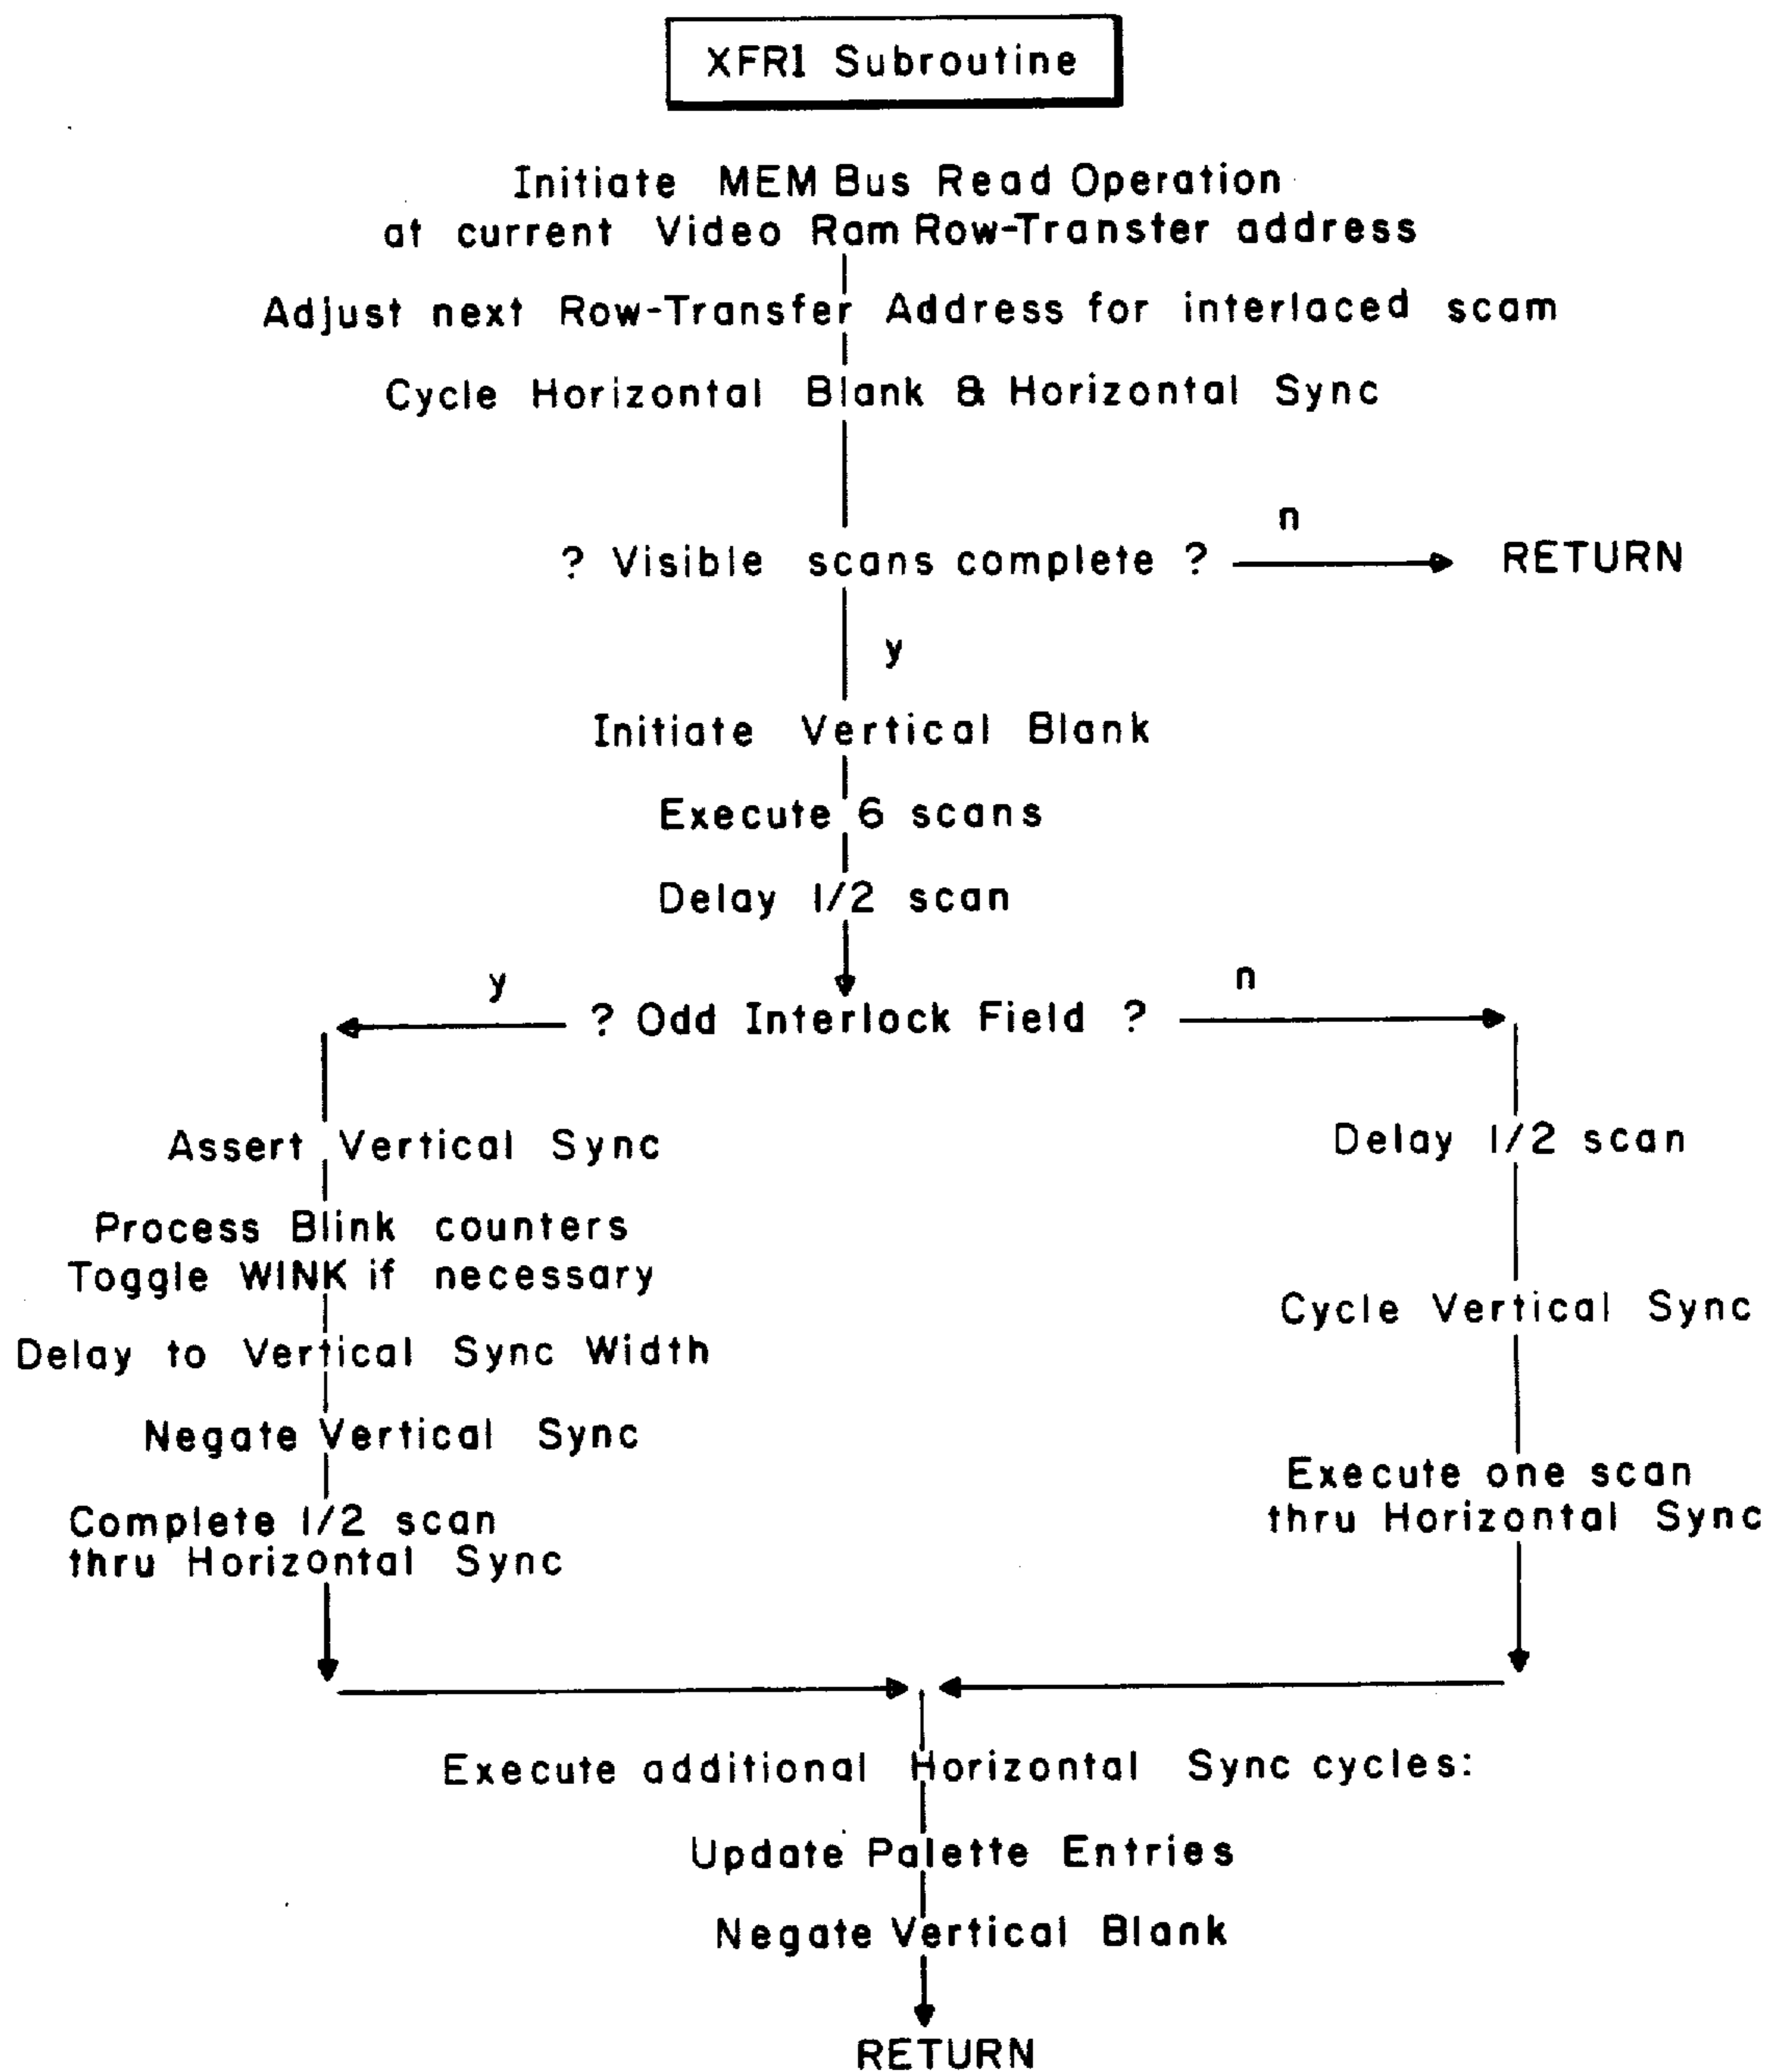 XFR1 Subroutine
Initiate MEM Bus Read Operation
at current Video Ram Row-Transter address
Adjust next Row-Transfer Address for interlaced scam
Cycle Horizontal Blank & Horizontal Sync
n
? Visible scans complete ? RETURN
y
Initiate Vertical Blank
Execute 6 scans
Delay 1/2 scan
y n
? Odd Interlock Field ?
Assert Vertical Sync
Process Blink counters
Toggle WINK if necessary
Delay to Vertical Sync Width
Negate Vertical Sync
Complete 1/2 scan
thru Horizontal Sync
Delay 1/2 scan
Cycle Vertical Sync
Execute one scan
thru Horizontal Sync
Execute additional Horizontal Sync cycles:
Update Palette Entries
Negate Vertical Blank
RETURN